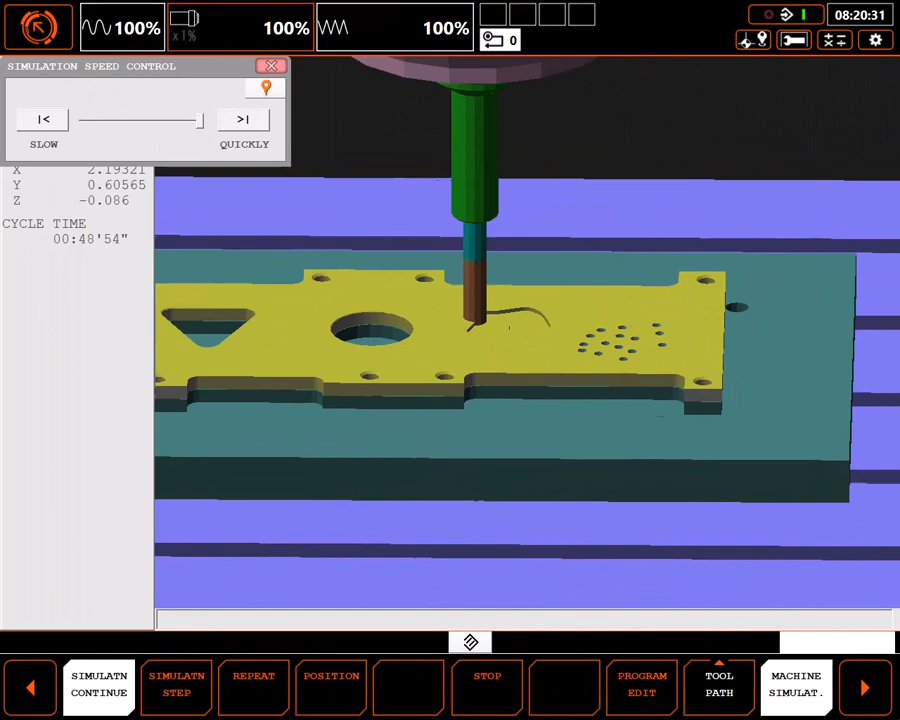 100%
x1%
100%
100%
0
08:20:31
SIMULATION SPEED CONTROL
|< >|
SLOW QUICKLY
X 2.19321
Y 0.60565
Z -0.086
CYCLE TIME
00:48'54"
SIMULATN CONTINUE
SIMULATN STEP
REPEAT
POSITION
STOP
PROGRAM EDIT
TOOL PATH
MACHINE SIMULAT.